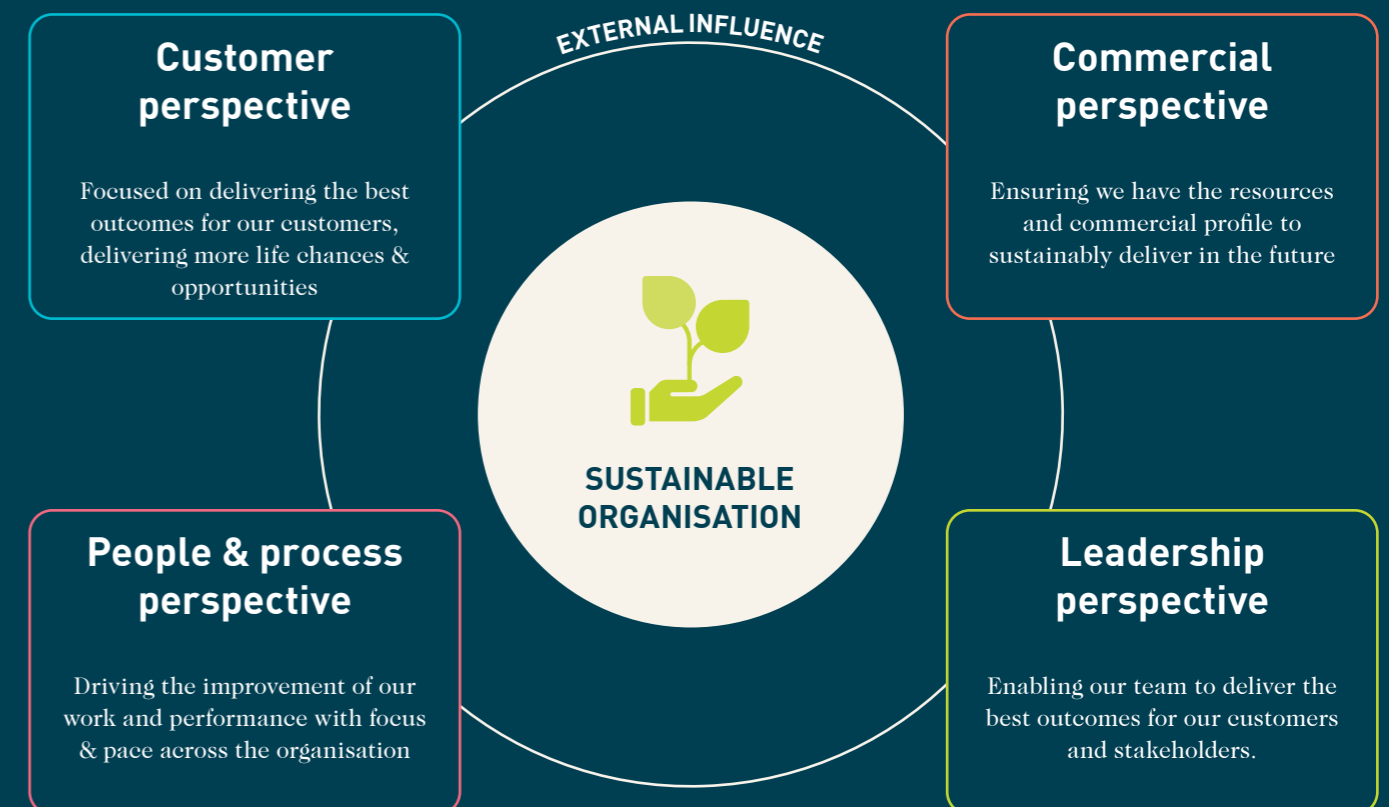 EXTERNAL INFLUENCE
Customer
perspective
Focused on delivering the best
outcomes for our customers,
delivering more life chances &
opportunities
Commercial
perspective
Ensuring we have the resources
and commercial profile to
sustainably deliver in the future
SUSTAINABLE
ORGANISATION
People & process
perspective
Driving the improvement of our
work and performance with focus
& pace across the organisation
Leadership
perspective
Enabling our team to deliver the
best outcomes for our customers
and stakeholders.